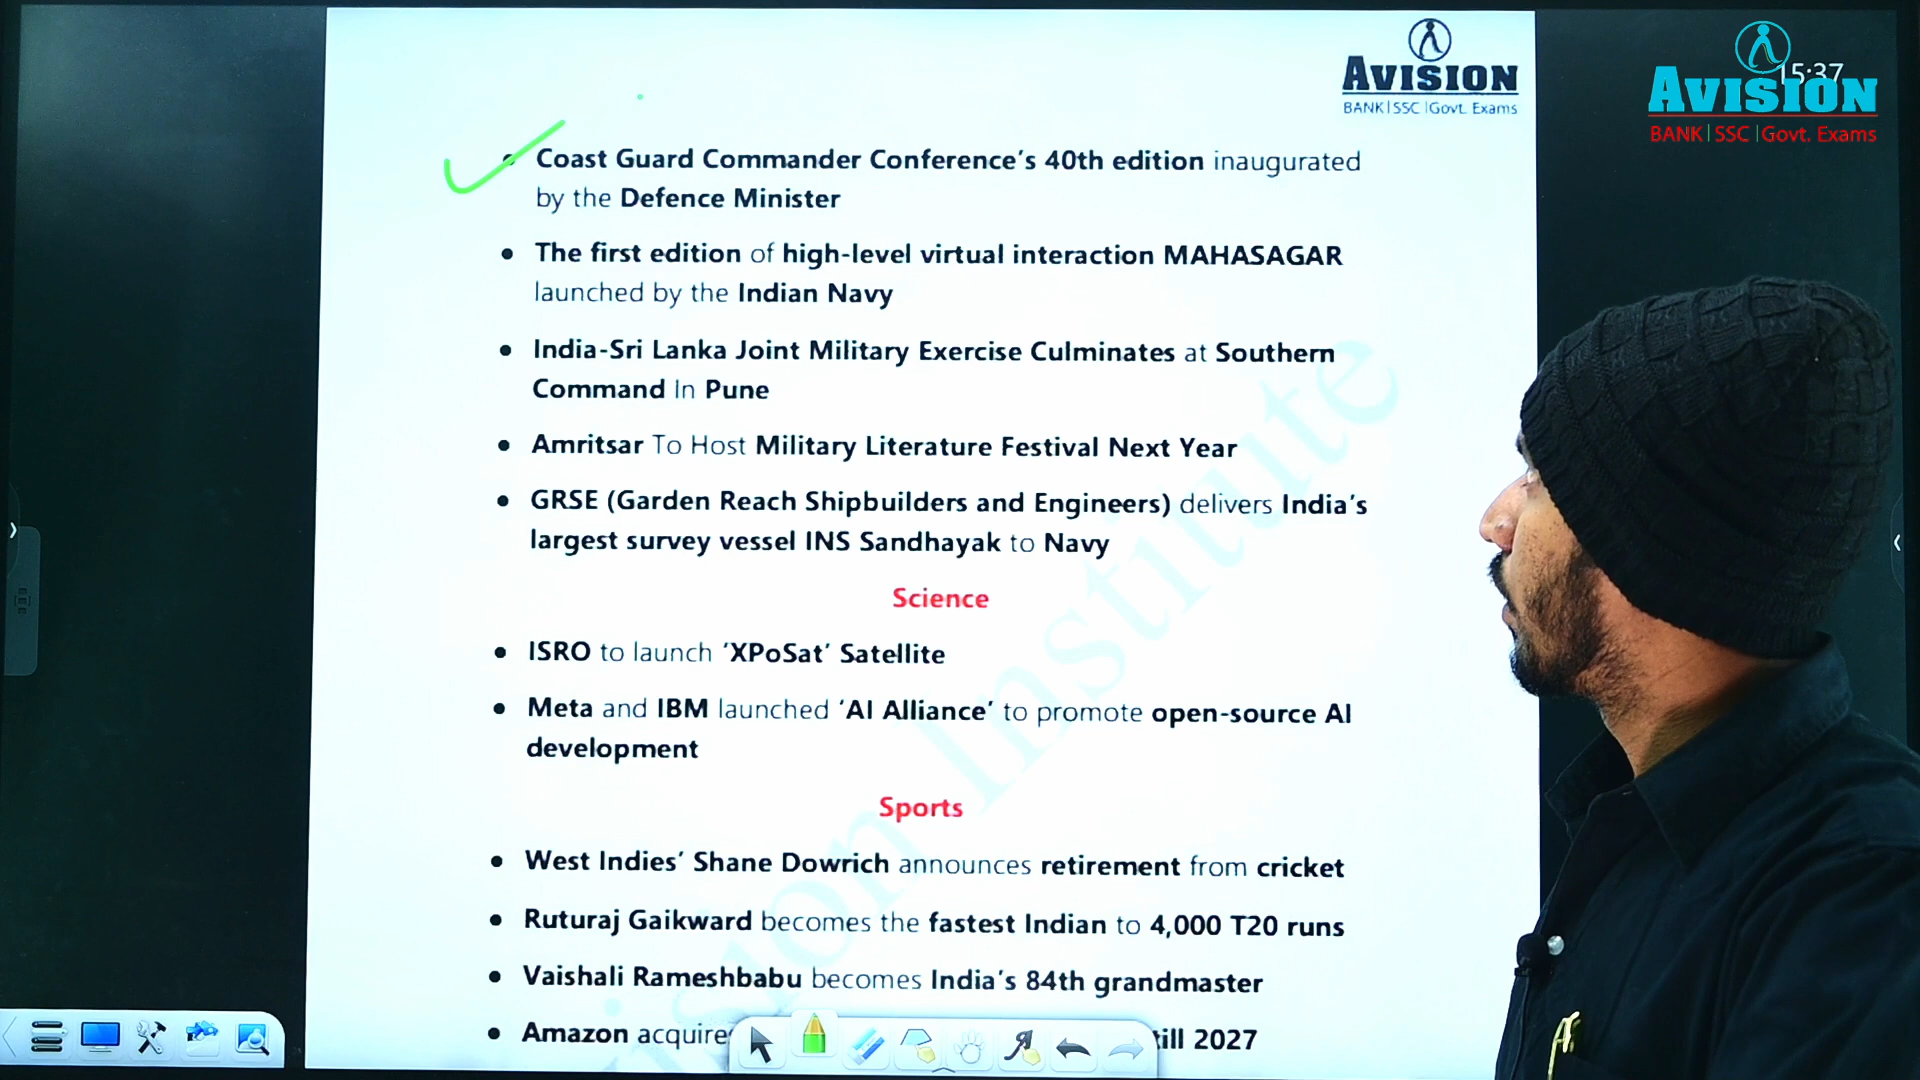 AVISION
BANK|SSC|Govt. Exams
15:37
AVISION
BANK|SSC|Govt. Exams
• Coast Guard Commander Conference's 40th edition inaugurated
by the Defence Minister
• The first edition of high-level virtual interaction MAHASAGAR
launched by the Indian Navy
• India-Sri Lanka Joint Military Exercise Culminates at Southern
Command In Pune
• Amritsar To Host Military Literature Festival Next Year
• GRSE (Garden Reach Shipbuilders and Engineers) delivers India's
largest survey vessel INS Sandhayak to Navy
Science
• ISRO to launch 'XPoSat' Satellite
• Meta and IBM launched 'AI Alliance' to promote open-source AI
development
Sports
• West Indies' Shane Dowrich announces retirement from cricket
• Ruturaj Gaikward becomes the fastest Indian to 4,000 T20 runs
• Vaishali Rameshbabu becomes India's 84th grandmaster
• Amazon acquire till 2027
vision Institute